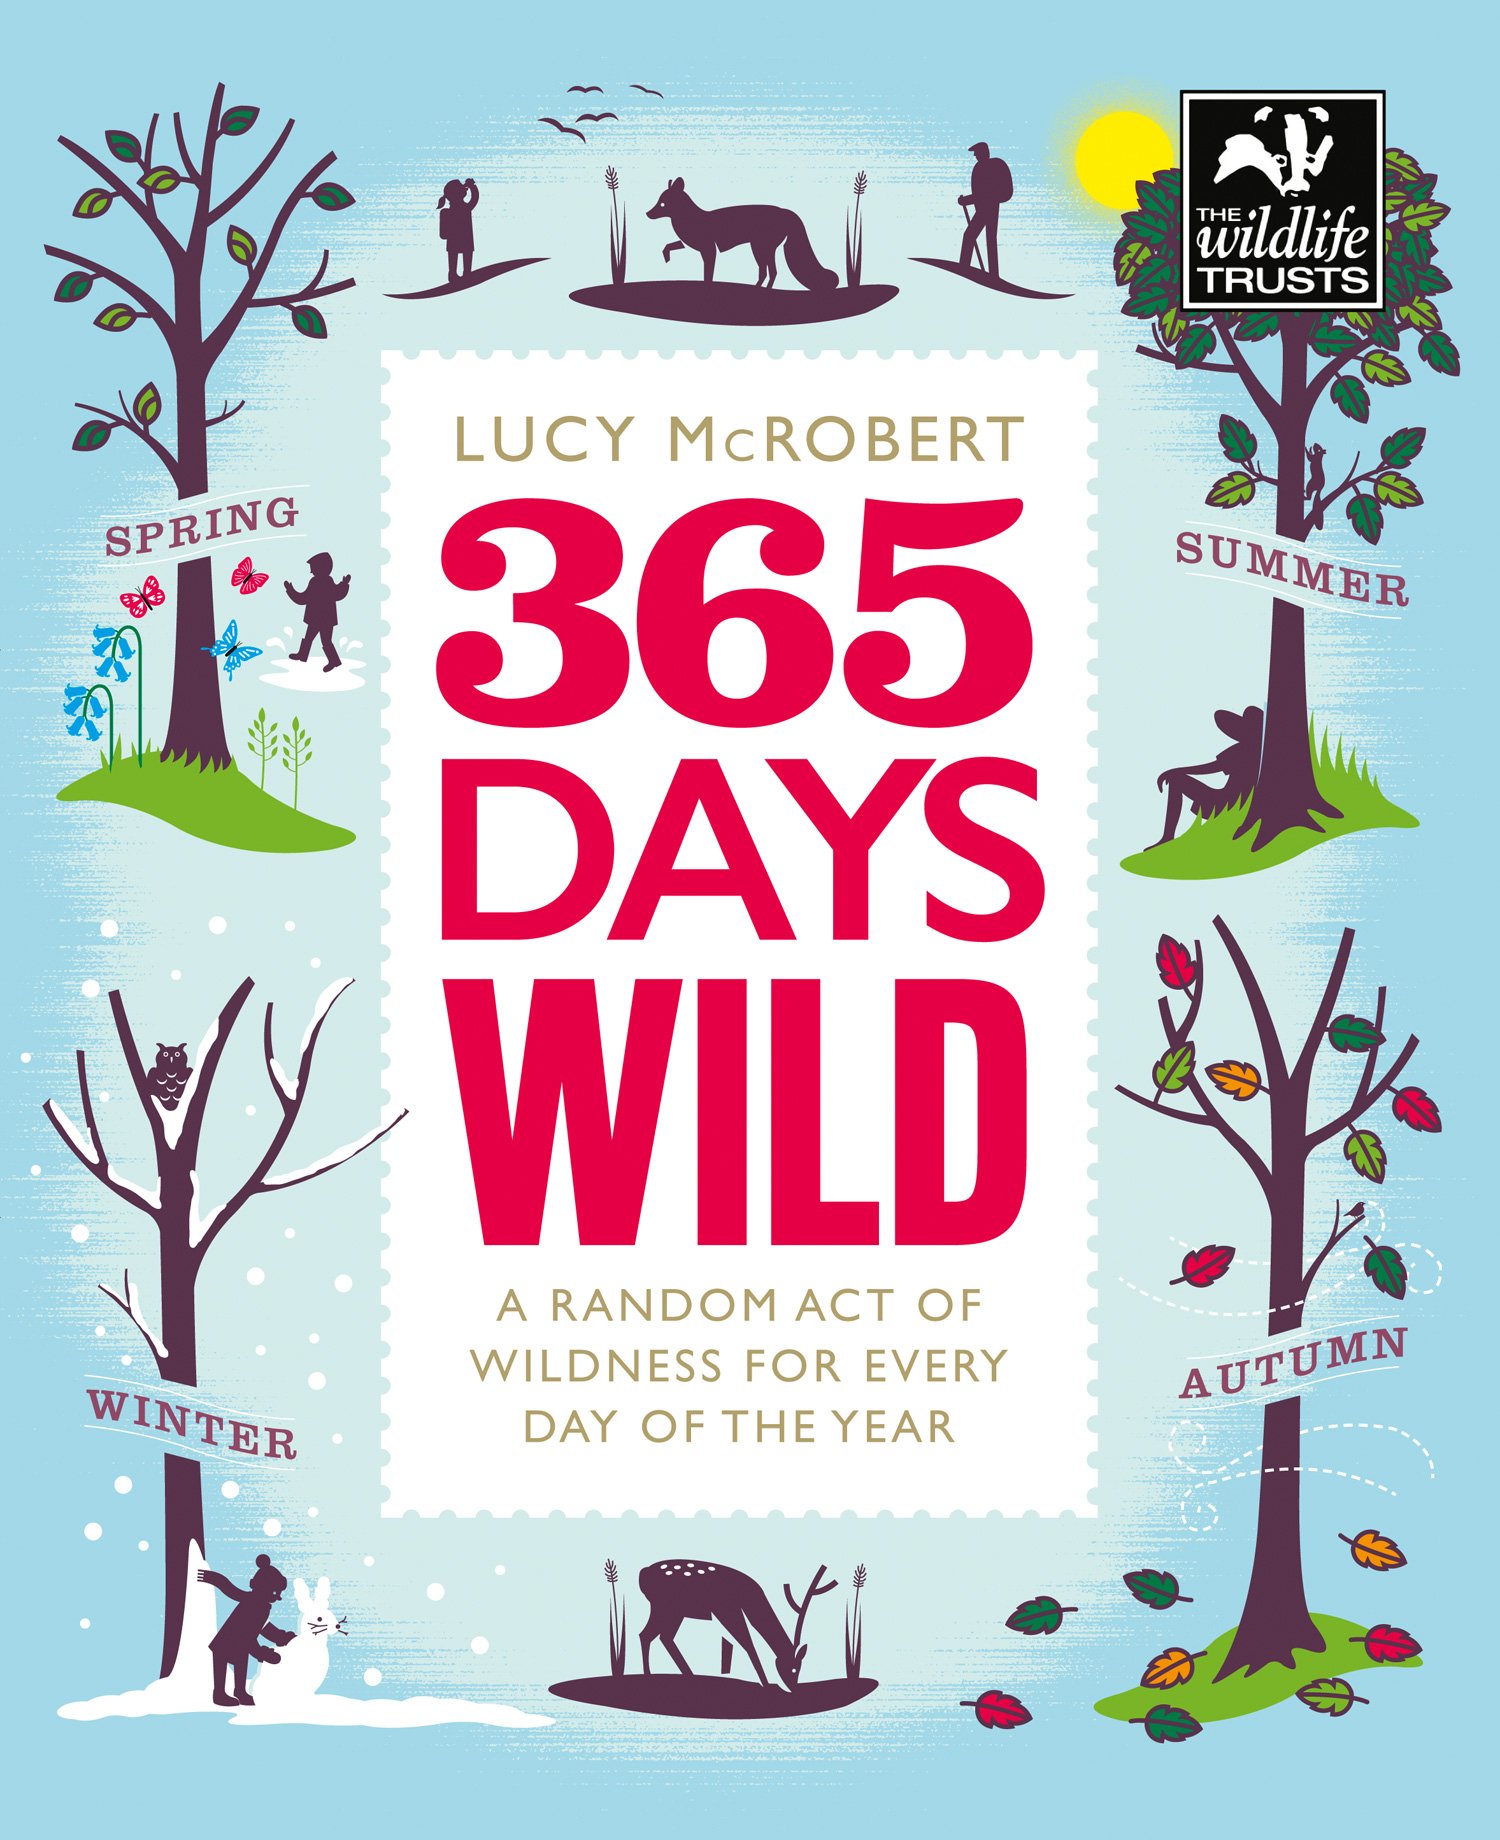 THE
wildlife
TRUSTS
LUCY McROBERT
365
DAYS
WILD
A RANDOM ACT OF
WILDNESS FOR EVERY
DAY OF THE YEAR
SPRING
SUMMER
WINTER
AUTUMN